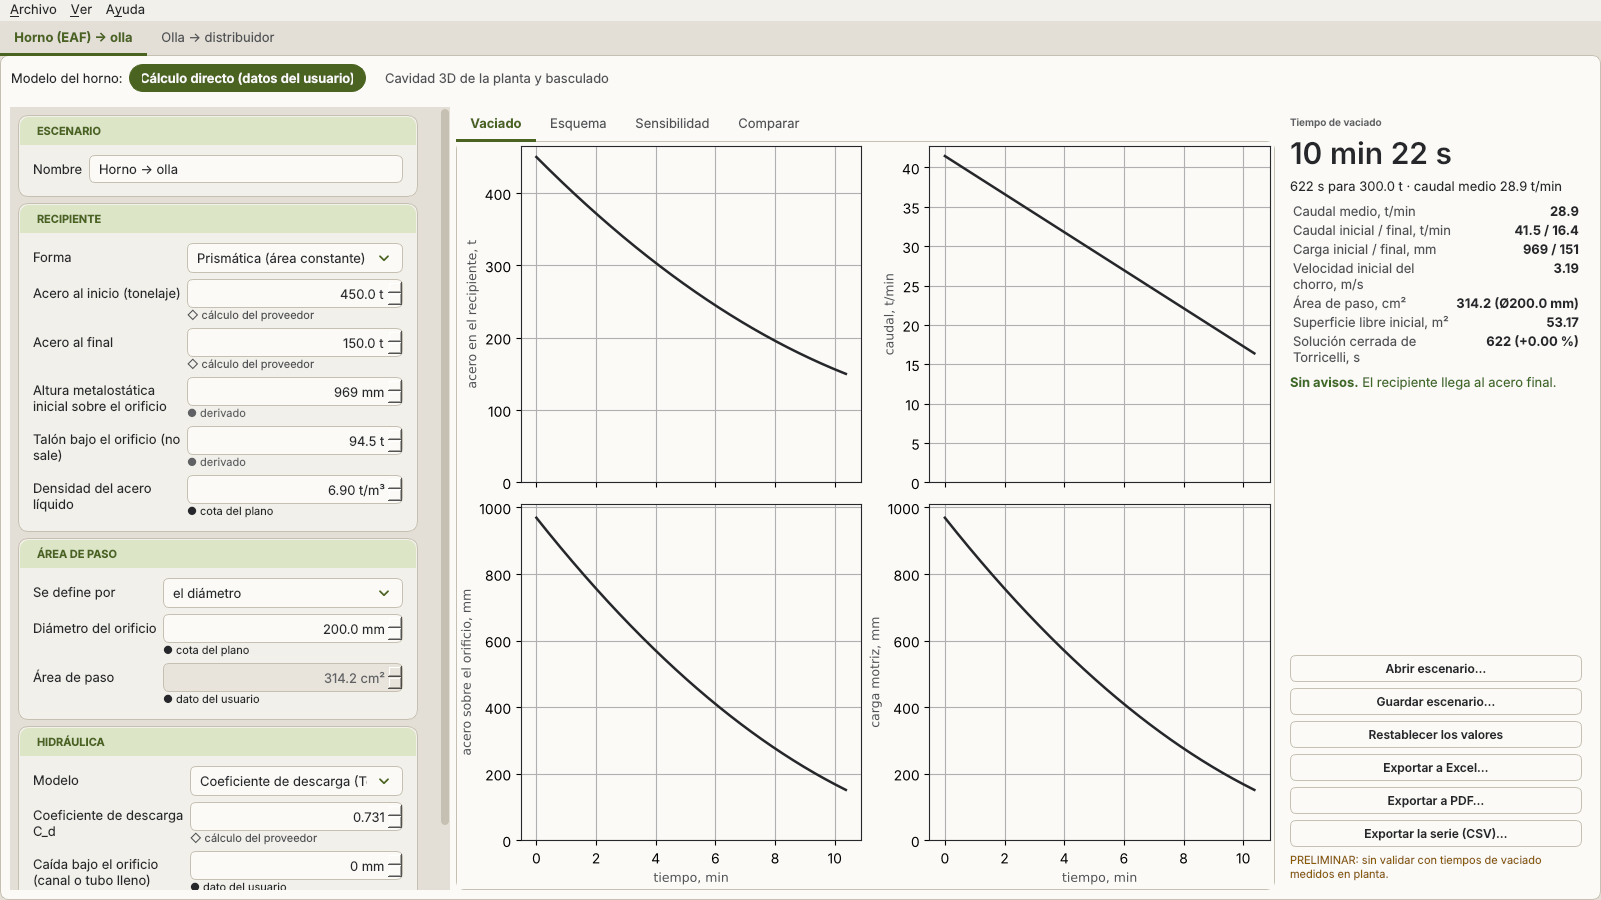 Archivo Ver Ayuda
Horno (EAF) → olla Olla → distribuidor
Modelo del horno: Cálculo directo (datos del usuario) Cavidad 3D de la planta y basculado
ESCENARIO
Nombre Horno → olla
RECIPIENTE
Forma Prismática (área constante)
Acero al inicio (tonelaje) 450.0 t
◇ cálculo del proveedor
Acero al final 150.0 t
◇ cálculo del proveedor
Altura metalostática
inicial sobre el orificio 969 mm
● derivado
Talón bajo el orificio (no
sale) 94.5 t
● derivado
Densidad del acero
líquido 6.90 t/m³
● cota del plano
ÁREA DE PASO
Se define por el diámetro
Diámetro del orificio 200.0 mm
● cota del plano
Área de paso 314.2 cm²
● dato del usuario
HIDRÁULICA
Modelo Coeficiente de descarga (T
Coeficiente de descarga
C_d 0.731
◇ cálculo del proveedor
Caída bajo el orificio
(canal o tubo lleno) 0 mm
● dato del usuario
Vaciado Esquema Sensibilidad Comparar
acero en el recipiente, t
400
300
200
100
0
caudal, t/min
40
35
30
25
20
15
10
5
0
acero sobre el orificio, mm
1000
800
600
400
200
0
0 2 4 6 8 10
tiempo, min
carga motriz, mm
1000
800
600
400
200
0
0 2 4 6 8 10
tiempo, min
Tiempo de vaciado
10 min 22 s
622 s para 300.0 t · caudal medio 28.9 t/min
Caudal medio, t/min 28.9
Caudal inicial / final, t/min 41.5 / 16.4
Carga inicial / final, mm 969 / 151
Velocidad inicial del 3.19
chorro, m/s
Área de paso, cm² 314.2 (Ø200.0 mm)
Superficie libre inicial, m² 53.17
Solución cerrada de 622 (+0.00 %)
Torricelli, s
Sin avisos. El recipiente llega al acero final.
Abrir escenario...
Guardar escenario...
Restablecer los valores
Exportar a Excel...
Exportar a PDF...
Exportar la serie (CSV)...
PRELIMINAR: sin validar con tiempos de vaciado
medidos en planta.